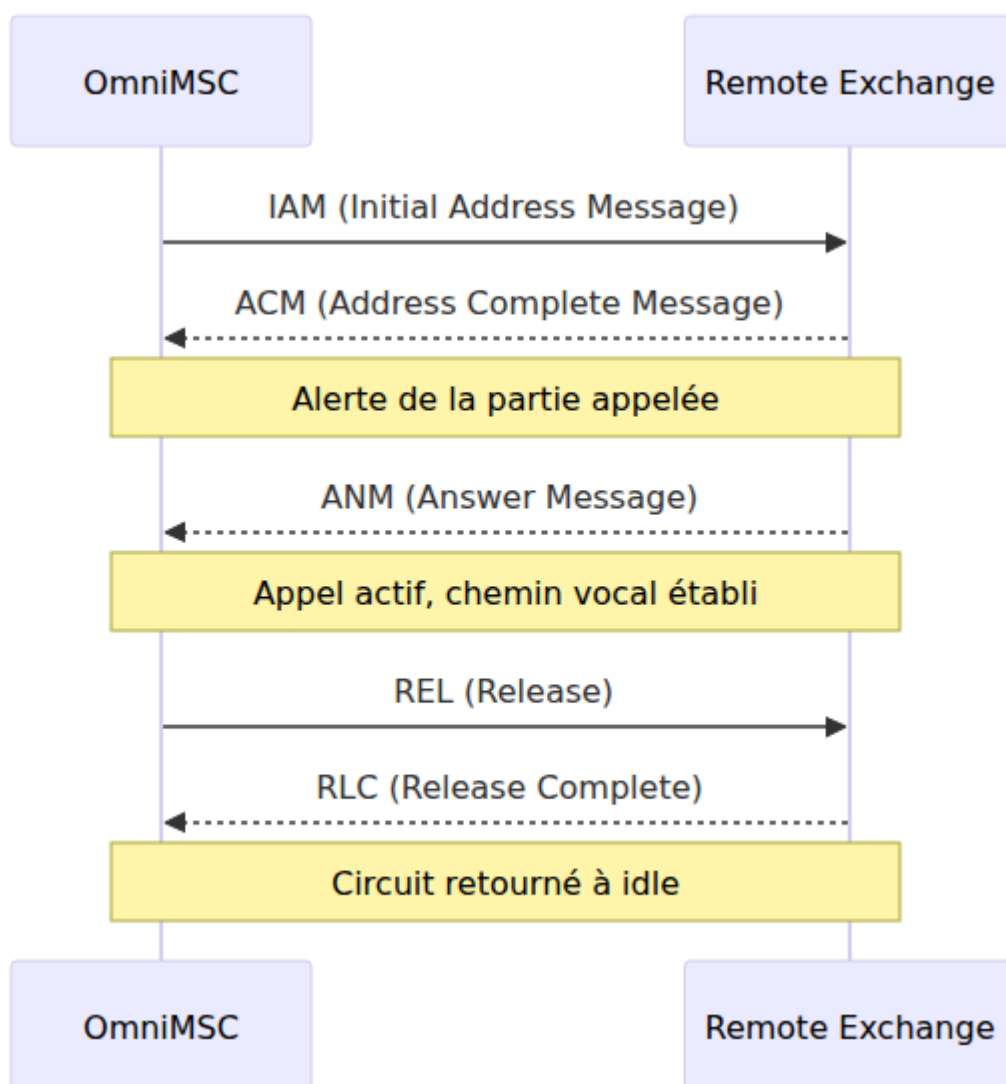 OmniMSC
Remote Exchange
IAM (Initial Address Message)
ACM (Address Complete Message)
Alerte de la partie appelée
ANM (Answer Message)
Appel actif, chemin vocal établi
REL (Release)
RLC (Release Complete)
Circuit retourné à idle
OmniMSC
Remote Exchange